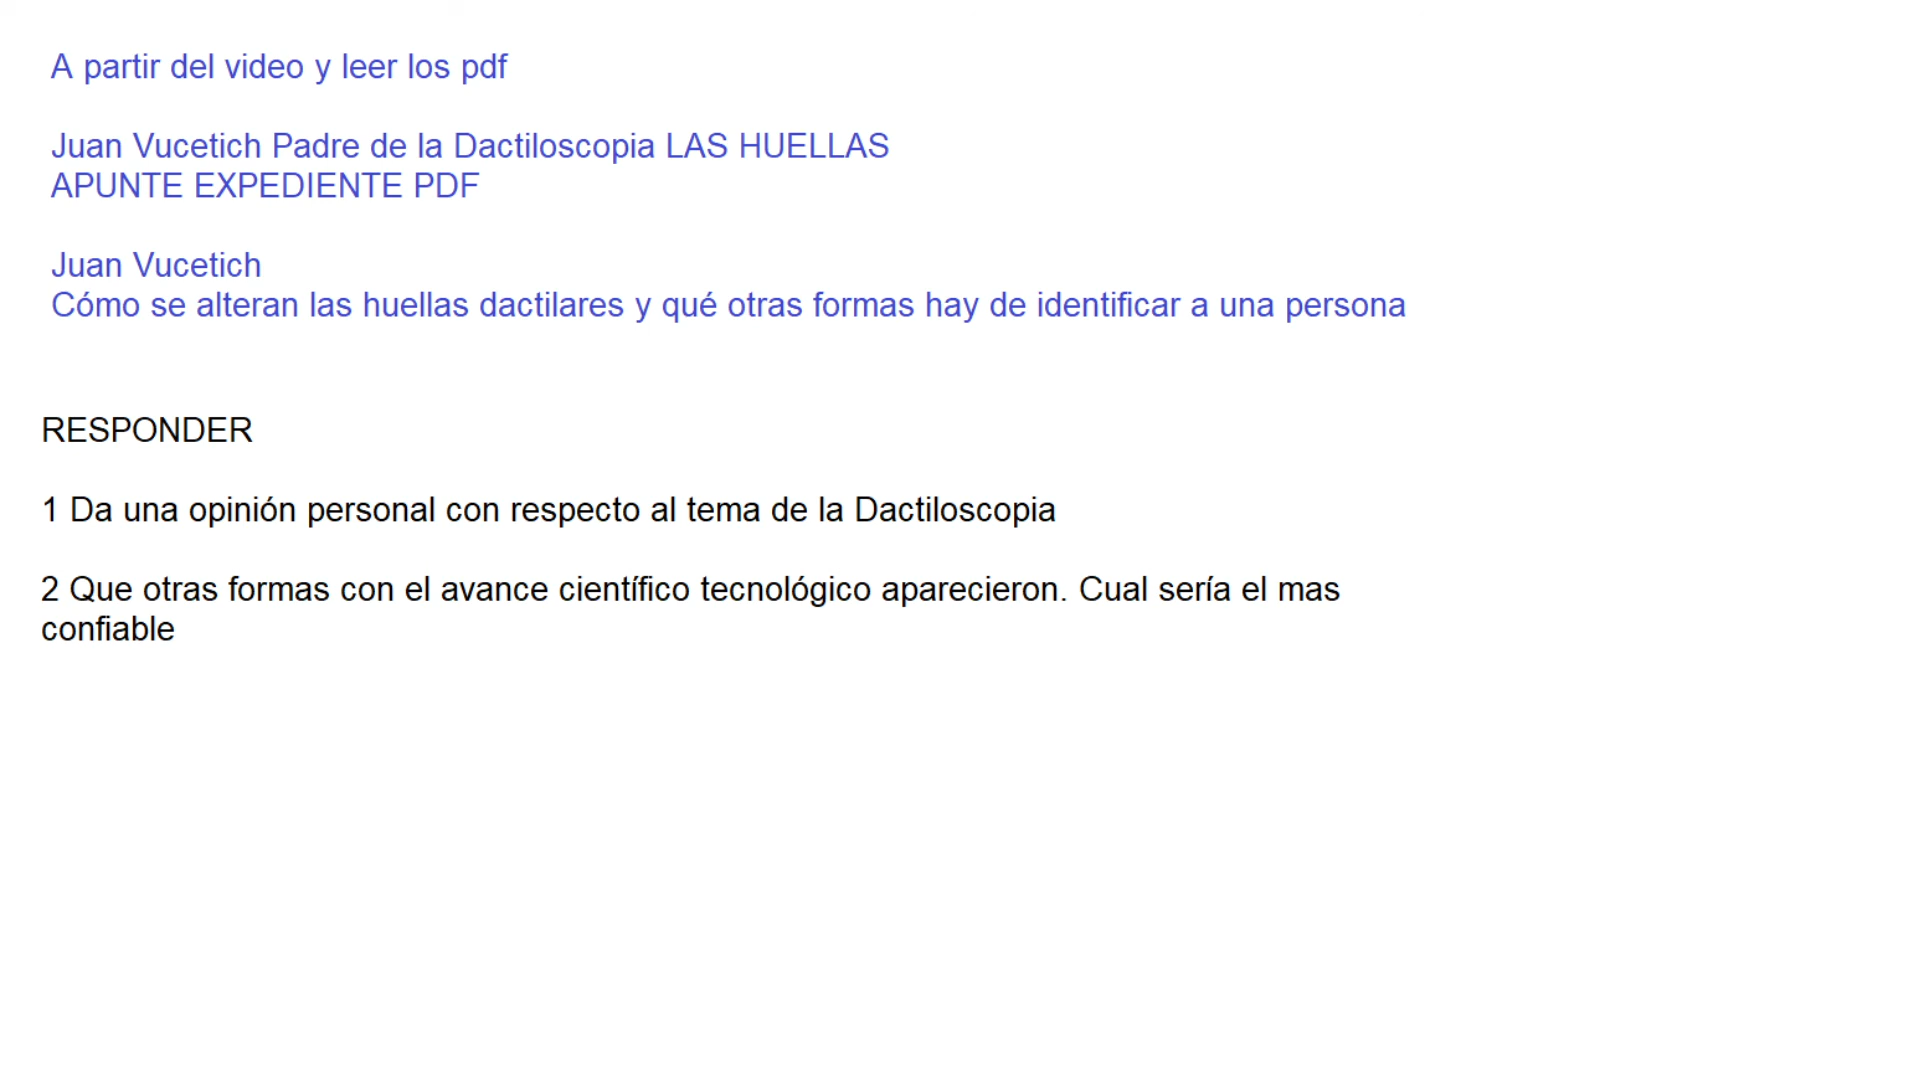 A partir del video y leer los pdf
Juan Vucetich Padre de la Dactiloscopia LAS HUELLAS
APUNTE EXPEDIENTE PDF
Juan Vucetich
Cómo se alteran las huellas dactilares y qué otras formas hay de identificar a una persona
RESPONDER
1 Da una opinión personal con respecto al tema de la Dactiloscopia
2 Que otras formas con el avance científico tecnológico aparecieron. Cual sería el mas
confiable